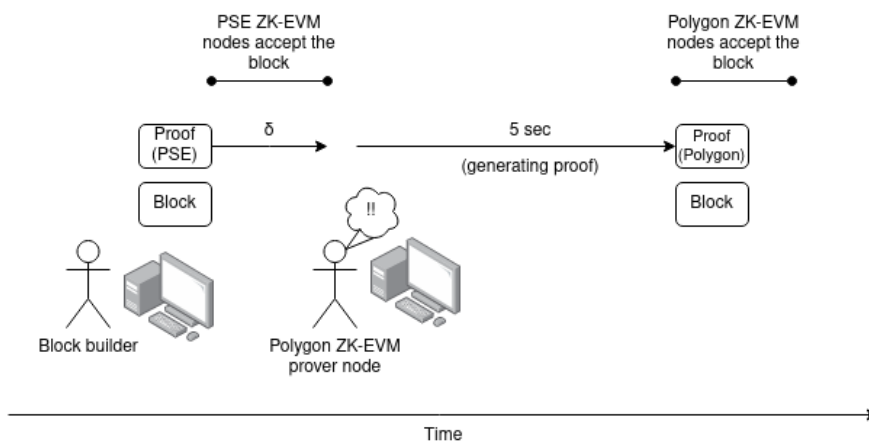 PSE ZK-EVM
nodes accept the
block
Polygon ZK-EVM
nodes accept the
block
Proof
(PSE)
δ
5 sec
(generating proof)
Proof
(Polygon)
Block
!!
Block
Block builder
Polygon ZK-EVM
prover node
Time